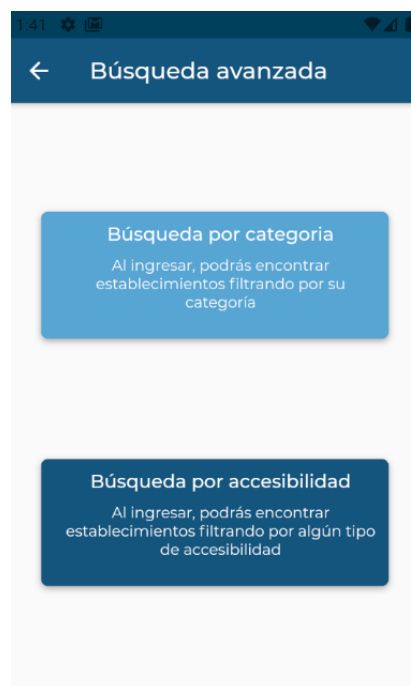 1:41
Búsqueda avanzada
Búsqueda por categoria
Al ingresar, podrás encontrar
establecimientos filtrando por su
categoría
Búsqueda por accesibilidad
Al ingresar, podrás encontrar
establecimientos filtrando por algún tipo
de accesibilidad